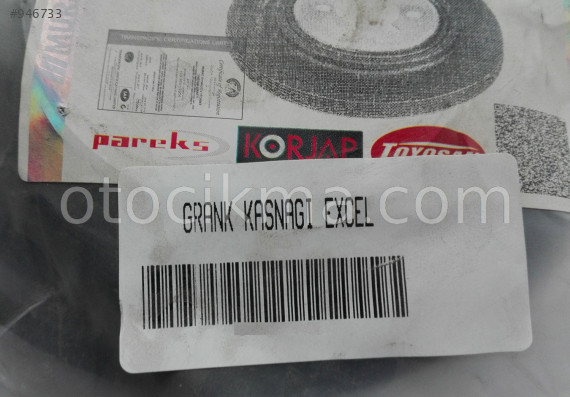 #946733
pareks
KORJAP
TOYOSAN
otocikma.com
GRANK KASNAGI EXCEL